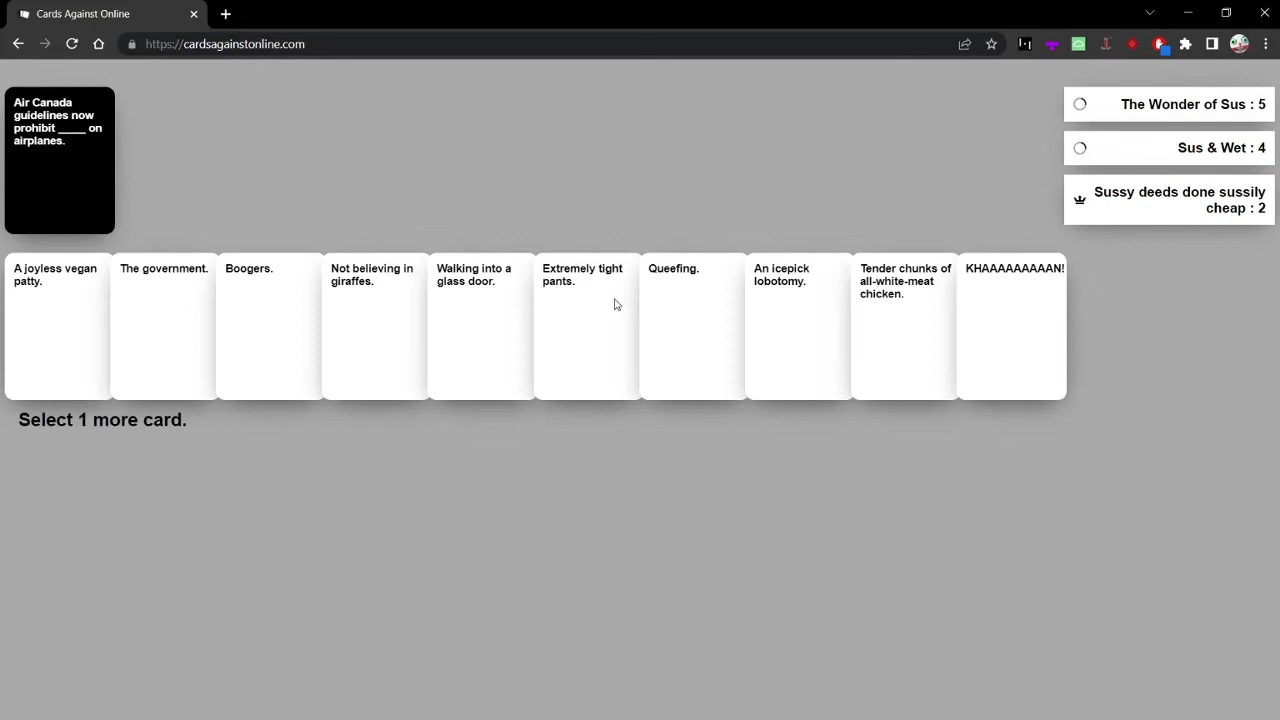 Cards Against Online
https://cardsagainstonline.com
Air Canada
guidelines now
prohibit _____ on
airplanes.
The Wonder of Sus : 5
Sus & Wet : 4
Sussy deeds done sussily
cheap : 2
A joyless vegan
patty.
The government.
Boogers.
Not believing in
giraffes.
Walking into a
glass door.
Extremely tight
pants.
Queefing.
An icepick
lobotomy.
Tender chunks of
all-white-meat
chicken.
KHAAAAAAAAAN!
Select 1 more card.